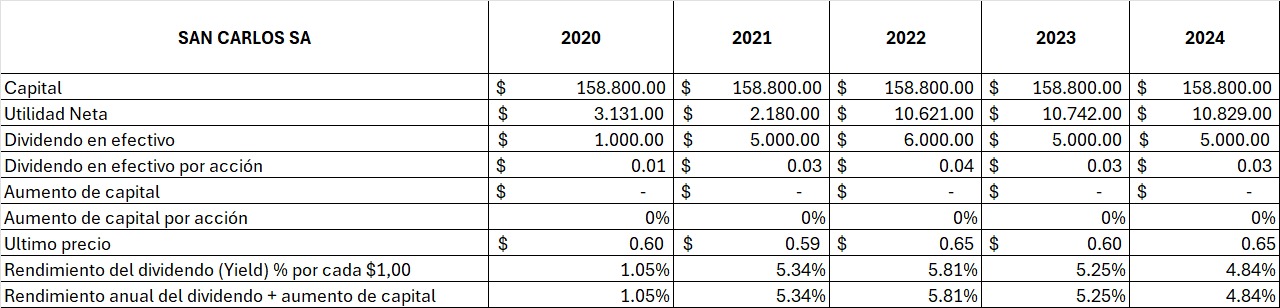 SAN CARLOS SA 2020 2021 2022 2023 2024
Capital $ 158.800.00 $ 158.800.00 $ 158.800.00 $ 158.800.00 $ 158.800.00
Utilidad Neta $ 3.131.00 $ 2.180.00 $ 10.621.00 $ 10.742.00 $ 10.829.00
Dividendo en efectivo $ 1.000.00 $ 5.000.00 $ 6.000.00 $ 5.000.00 $ 5.000.00
Dividendo en efectivo por acción $ 0.01 $ 0.03 $ 0.04 $ 0.03 $ 0.03
Aumento de capital $ - $ - $ - $ - $ -
Aumento de capital por acción 0% 0% 0% 0% 0%
Ultimo precio $ 0.60 $ 0.59 $ 0.65 $ 0.60 0.65
Rendimiento del dividendo (Yield) % por cada $1,00 1.05% 5.34% 5.81% 5.25% 4.84%
Rendimiento anual del dividendo + aumento de capital 1.05% 5.34% 5.81% 5.25% 4.84%